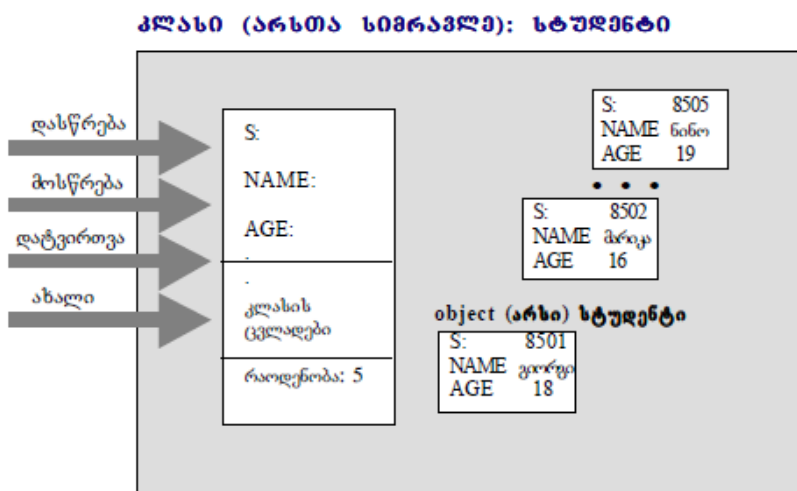 კლასი (არსთა სიმრავლე): სტუდენტი
დასწრება
მოსწრება
დატვირთვა
ახალი
S:
NAME:
AGE:
.
.
კლასის
ცვლადები
რაოდენობა: 5
S: 8505
NAME ნინო
AGE 19
• • •
S: 8502
NAME მარიკა
AGE 16
object (არსი) სტუდენტი
S: 8501
NAME გიორგი
AGE 18